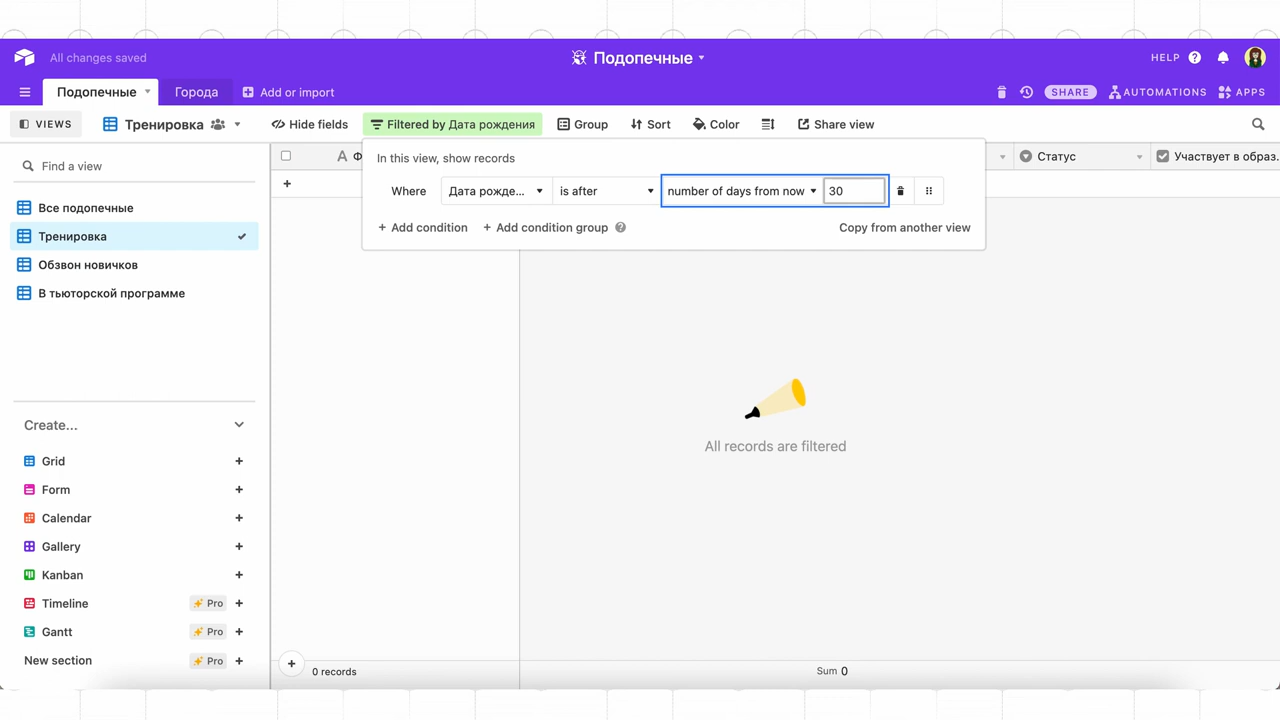 All changes saved
Подопечные
HELP
Подопечные
Города
Add or import
SHARE
AUTOMATIONS
APPS
VIEWS
Тренировка
Hide fields
Filtered by Дата рождения
Group
Sort
Color
Share view
Find a view
Все подопечные
Тренировка
Обзвон новичков
В тьюторской программе
Create...
Grid
Form
Calendar
Gallery
Kanban
Timeline Pro
Gantt Pro
New section Pro
A Ф
Статус
Участвует в образ.
In this view, show records
Where Дата рожде... is after number of days from now 30
+ Add condition + Add condition group ?
Copy from another view
All records are filtered
0 records
Sum 0